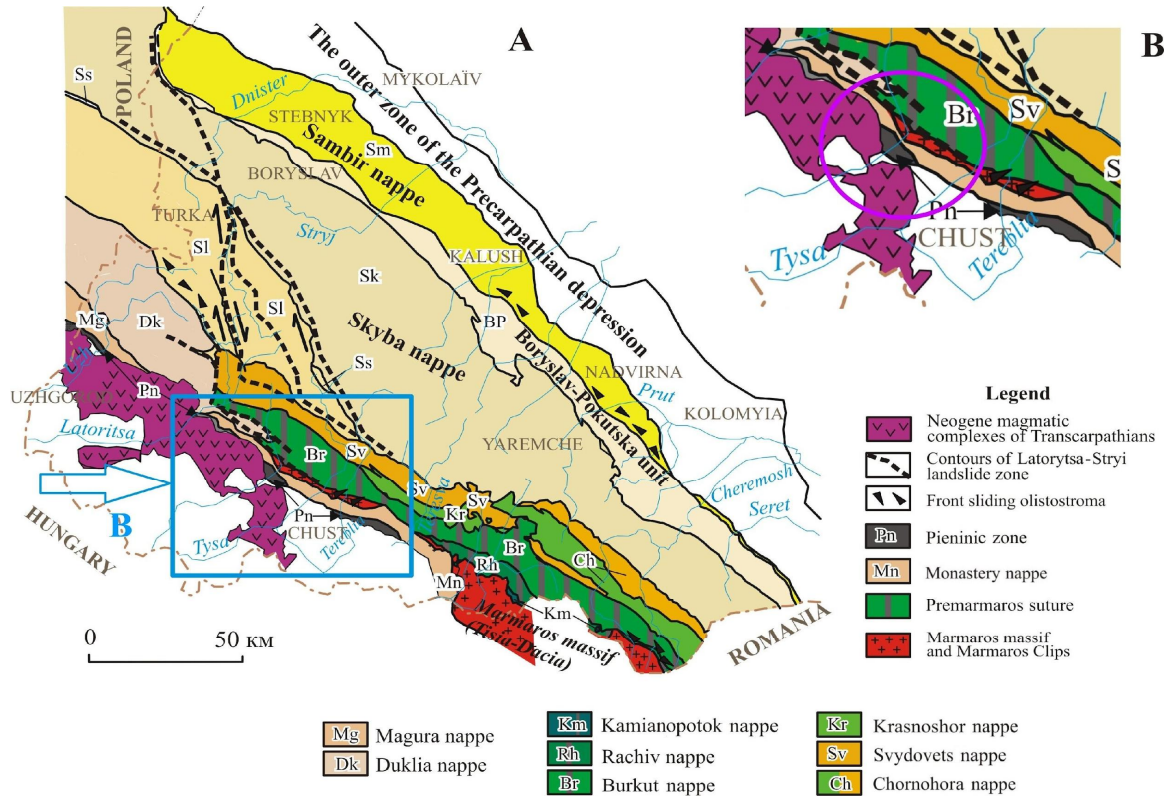 A
B
POLAND
Ss
Dnister
MYKOLAÏV
The outer zone of the Precarpathian depression
STEBNYK
Sambir nappe
Sm
BORYSLAV
TURKA
Stryj
Sl
Sk
KALUSH
Sl
Skyba nappe
BP
Boryslav-Pokutska unit
Mg
Dk
Ss
NADVIRNA
Prut
KOLOMYIA
Pn
Latoritsa
YAREMCHE
Cheremosh
Seret
Br
Sv
Sv
Sv
Kr
Br
Ch
Rh
Pn
CHUST
Tysa
Tereblia
Mn
Km
Marmaros massif
(Tisia-Dacia)
B
HUNGARY
ROMANIA
0 50 КМ
Br
Sv
S
Pn
CHUST
Tysa
Tereblia
Legend
Neogene magmatic
complexes of Transcarpathians
Contours of Latorytsa-Stryi
landslide zone
Front sliding olistostroma
Pn Pieninic zone
Mn Monastery nappe
Premarmaros suture
Marmaros massif
and Marmaros Clips
Mg Magura nappe
Dk Duklia nappe
Km Kamianopotok nappe
Rh Rachiv nappe
Br Burkut nappe
Kr Krasnoshor nappe
Sv Svydovets nappe
Ch Chornohora nappe